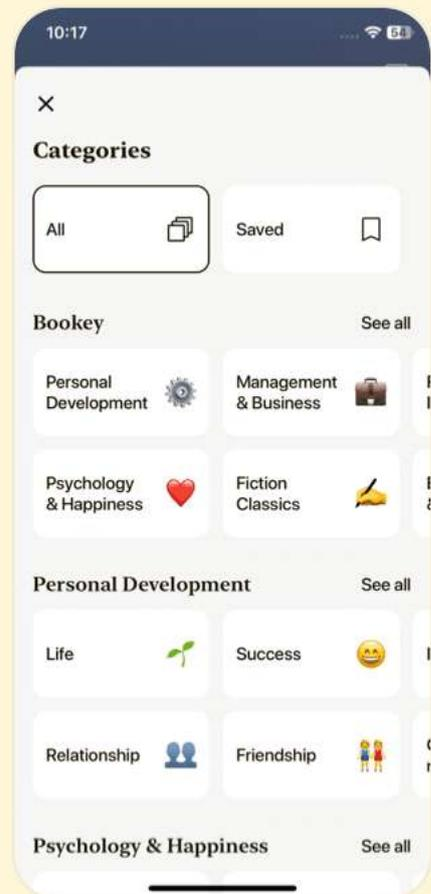 10:17
64
Categories
All
Saved
Bookey
See all
Personal
Development
Management
& Business
Psychology
& Happiness
Fiction
Classics
Personal Development
See all
Life
Success
Relationship
Friendship
Psychology & Happiness
See all